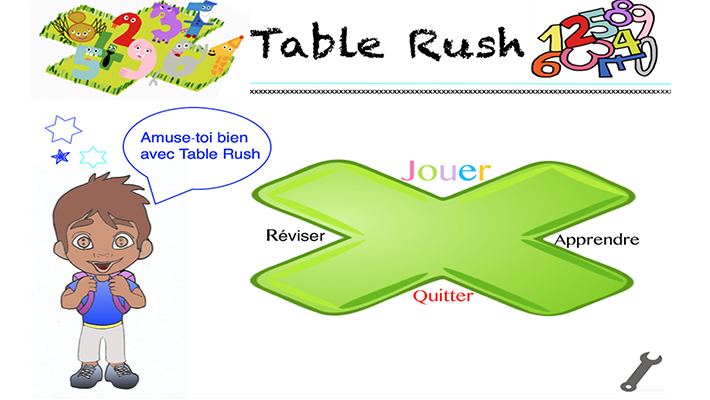 Table Rush
Amuse-toi bien
avec Table Rush
Jouer
Réviser
Apprendre
Quitter